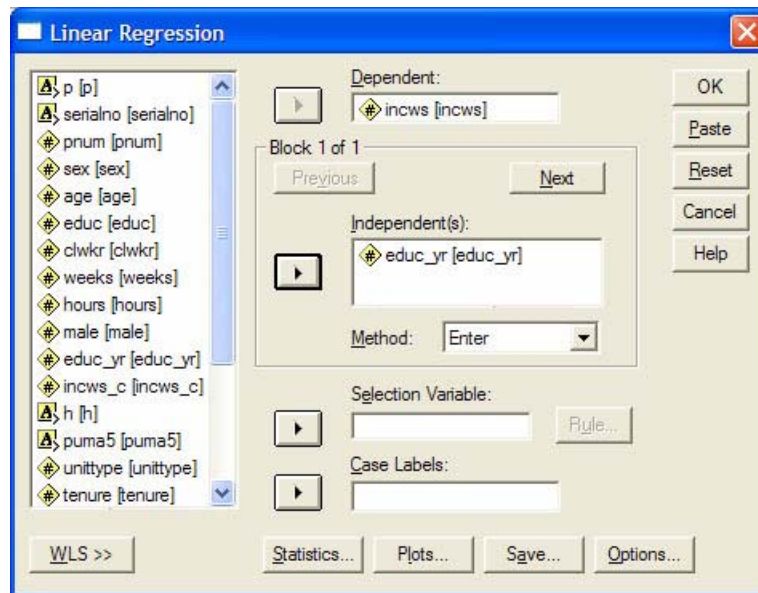 Linear Regression
p [p]
serialno [serialno]
pnum [pnum]
sex [sex]
age [age]
educ [educ]
clwkr [clwkr]
weeks [weeks]
hours [hours]
male [male]
educ_yr [educ_yr]
incws_c [incws_c]
h [h]
puma5 [puma5]
unittype [unittype]
tenure [tenure]
WLS >>
Dependent:
incws [incws]
Block 1 of 1
Previous
Next
Independent(s):
educ_yr [educ_yr]
Method:
Enter
Selection Variable:
Rule...
Case Labels:
Statistics...
Plots...
Save...
Options...
OK
Paste
Reset
Cancel
Help